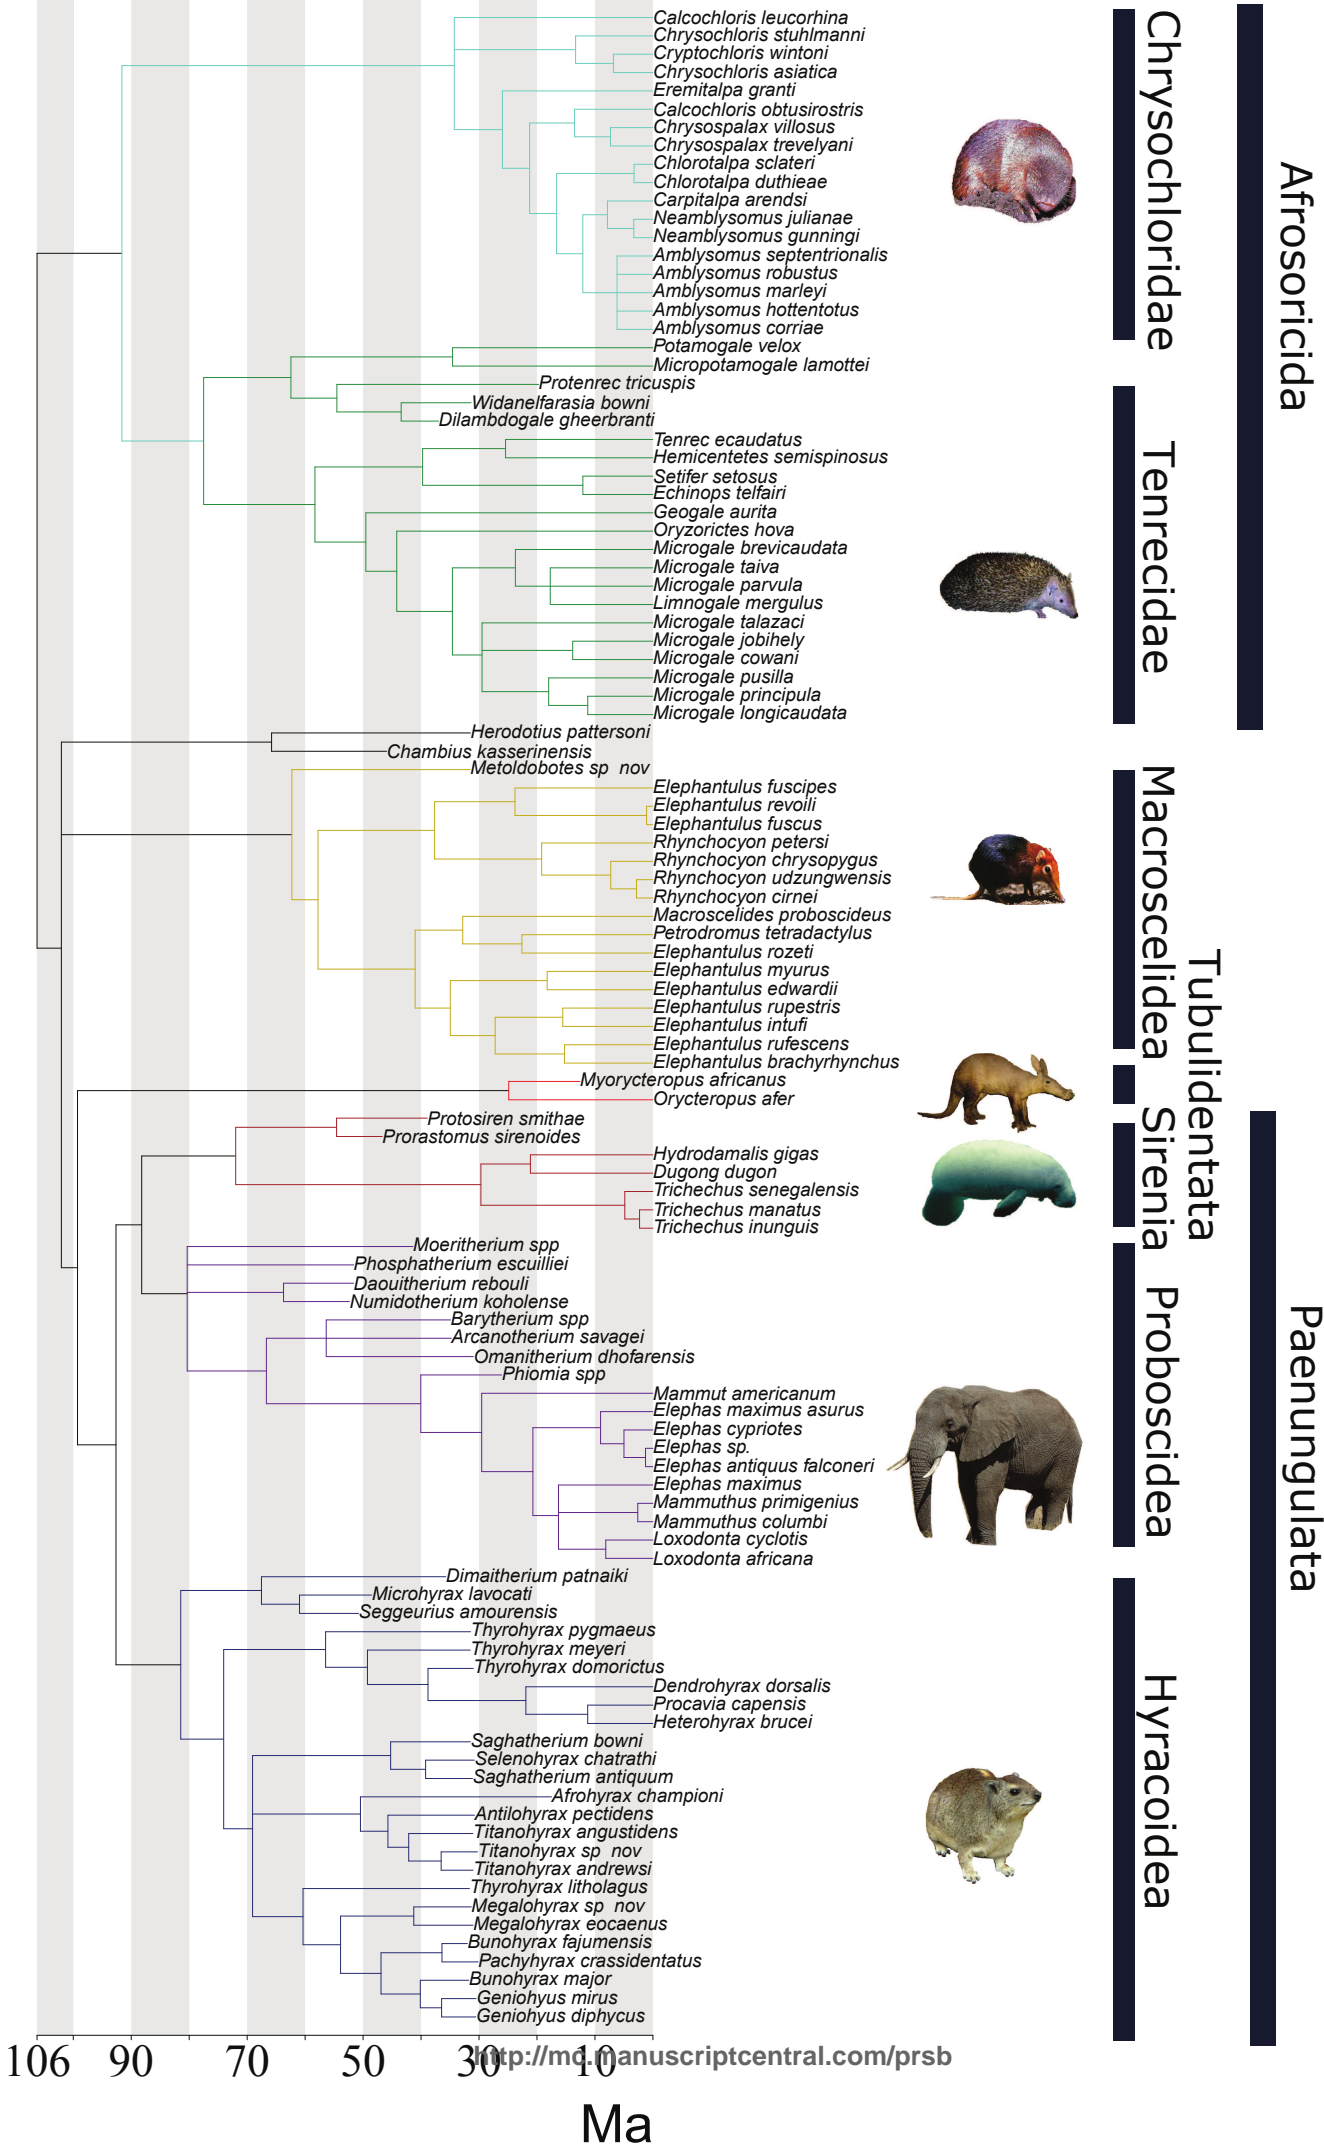 Calcochloris leucorhina
Chrysochloris stuhlmanni
Cryptochloris wintoni
Chrysochloris asiatica
Eremitalpa granti
Calcochloris obtusirostris
Chrysospalax villosus
Chrysospalax trevelyani
Chlorotalpa sclateri
Chlorotalpa duthieae
Carpitalpa arendsi
Neamblysomus julianae
Neamblysomus gunningi
Amblysomus septentrionalis
Amblysomus robustus
Amblysomus marleyi
Amblysomus hottentotus
Amblysomus corriae
Potamogale velox
Micropotamogale lamottei
Protenrec tricuspis
Widanelfarasia bowni
Dilambdogale gheerbranti
Tenrec ecaudatus
Hemicentetes semispinosus
Setifer setosus
Echinops telfairi
Geogale aurita
Oryzorictes hova
Microgale brevicaudata
Microgale taiva
Microgale parvula
Limnogale mergulus
Microgale talazaci
Microgale jobihely
Microgale cowani
Microgale pusilla
Microgale principula
Microgale longicaudata
Herodotius pattersoni
Chambius kasserinensis
Metoldobotes sp nov
Elephantulus fuscipes
Elephantulus revoili
Elephantulus fuscus
Rhynchocyon petersi
Rhynchocyon chrysopygus
Rhynchocyon udzungwensis
Rhynchocyon cirnei
Macroscelides proboscideus
Petrodromus tetradactylus
Elephantulus rozeti
Elephantulus myurus
Elephantulus edwardii
Elephantulus rupestris
Elephantulus intufi
Elephantulus rufescens
Elephantulus brachyrhynchus
Myorycteropus africanus
Orycteropus afer
Protosiren smithae
Prorastomus sirenoides
Hydrodamalis gigas
Dugong dugon
Trichechus senegalensis
Trichechus manatus
Trichechus inunguis
Moeritherium spp
Phosphatherium escuilliei
Daouitherium rebouli
Numidotherium koholense
Barytherium spp
Arcanotherium savagei
Omanitherium dhofarensis
Phiomia spp
Mammut americanum
Elephas maximus asurus
Elephas cypriotes
Elephas sp.
Elephas antiquus falconeri
Elephas maximus
Mammuthus primigenius
Mammuthus columbi
Loxodonta cyclotis
Loxodonta africana
Dimaitherium patnaiki
Microhyrax lavocati
Seggeurius amourensis
Thyrohyrax pygmaeus
Thyrohyrax meyeri
Thyrohyrax domorictus
Dendrohyrax dorsalis
Procavia capensis
Heterohyrax brucei
Saghatherium bowni
Selenohyrax chatrathi
Saghatherium antiquum
Afrohyrax championi
Antilohyrax pectidens
Titanohyrax angustidens
Titanohyrax sp nov
Titanohyrax andrewsi
Thyrohyrax litholagus
Megalohyrax sp nov
Megalohyrax eocaenus
Bunohyrax fajumensis
Pachyhyrax crassidentatus
Bunohyrax major
Geniohyus mirus
Geniohyus diphycus
Chrysochloridae
Tenrecidae
Macroscelidea
Tubulidentata
Sirenia
Proboscidea
Hyracoidea
Afrosoricida
Paenungulata
106 90 70 50 30 10
http://mc.manuscriptcentral.com/prsb
Ma